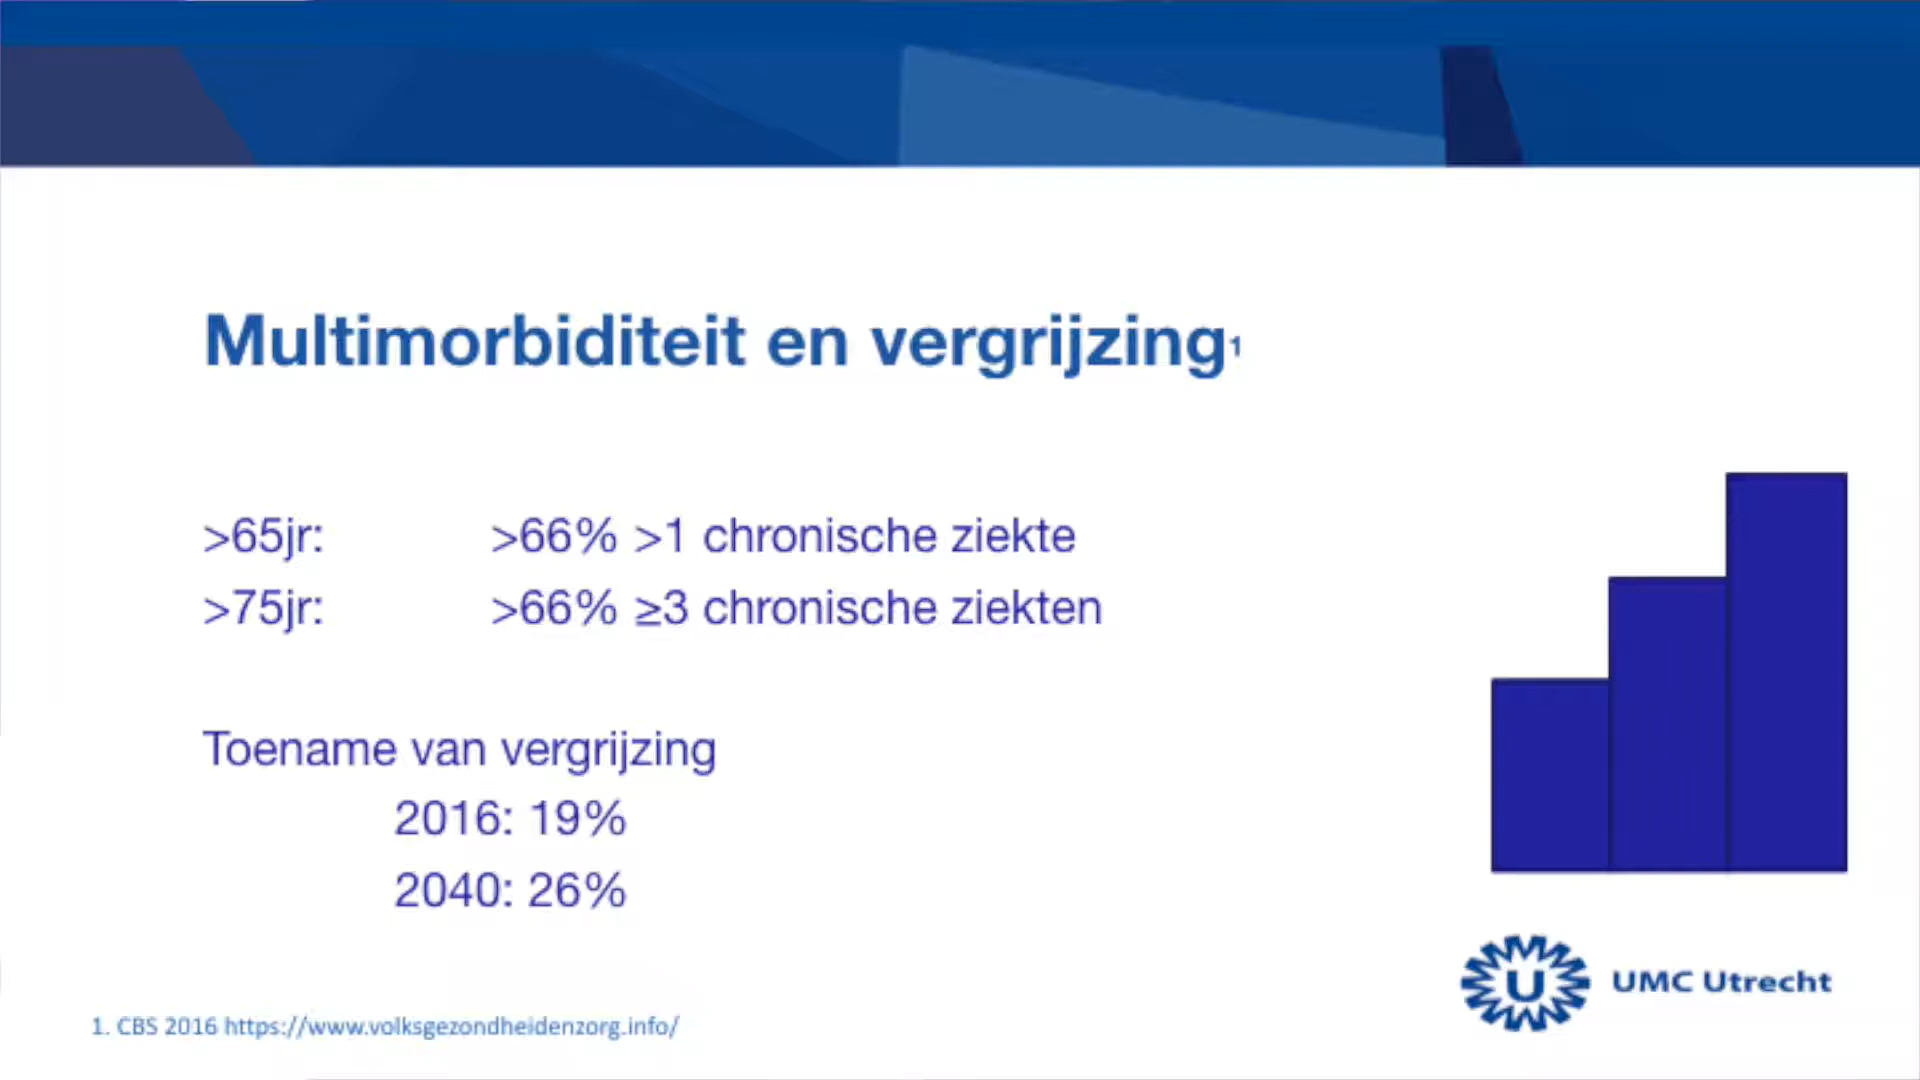 Multimorbiditeit en vergrijzing¹
>65jr: >66% >1 chronische ziekte
>75jr: >66% ≥3 chronische ziekten
Toename van vergrijzing
2016: 19%
2040: 26%
U UMC Utrecht
1. CBS 2016 https://www.volksgezondheidenzorg.info/